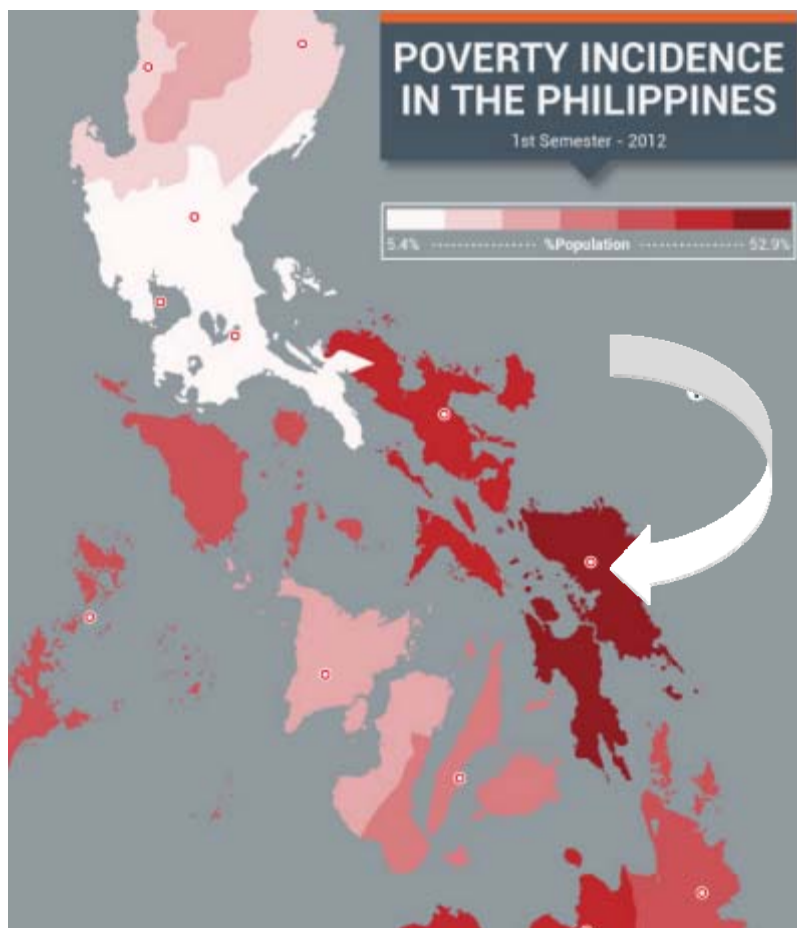 POVERTY INCIDENCE
IN THE PHILIPPINES
1st Semester - 2012
5.4% %Population 52.9%